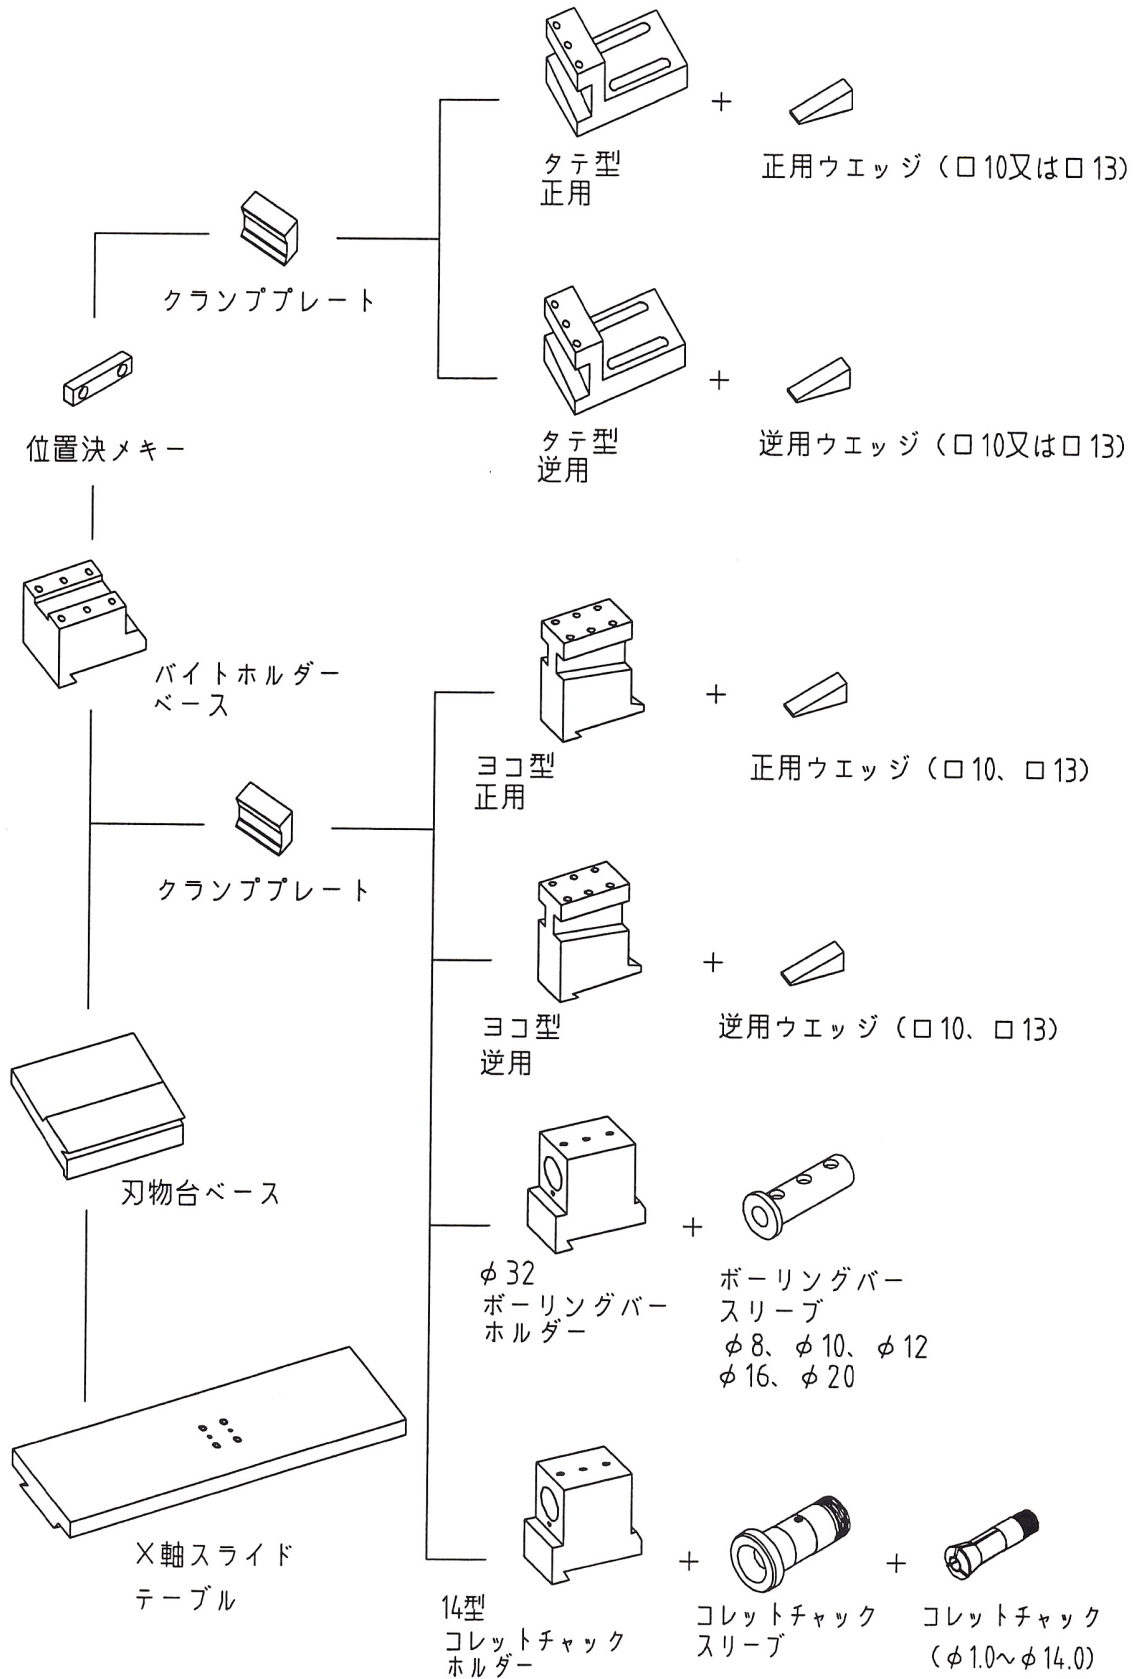 タテ型
正用
+
正用ウエッジ（□10又は□13）
クランププレート
タテ型
逆用
+
逆用ウエッジ（□10又は□13）
位置決メキー
バイトホルダー
ベース
ヨコ型
正用
+
正用ウエッジ（□10、□13）
クランププレート
ヨコ型
逆用
+
逆用ウエッジ（□10、□13）
刃物台ベース
φ32
ボーリングバー
ホルダー
+
ボーリングバー
スリーブ
φ8、φ10、φ12
φ16、φ20
X軸スライド
テーブル
14型
コレットチャック
ホルダー
+
コレットチャック
スリーブ
+
コレットチャック
（φ1.0～φ14.0）